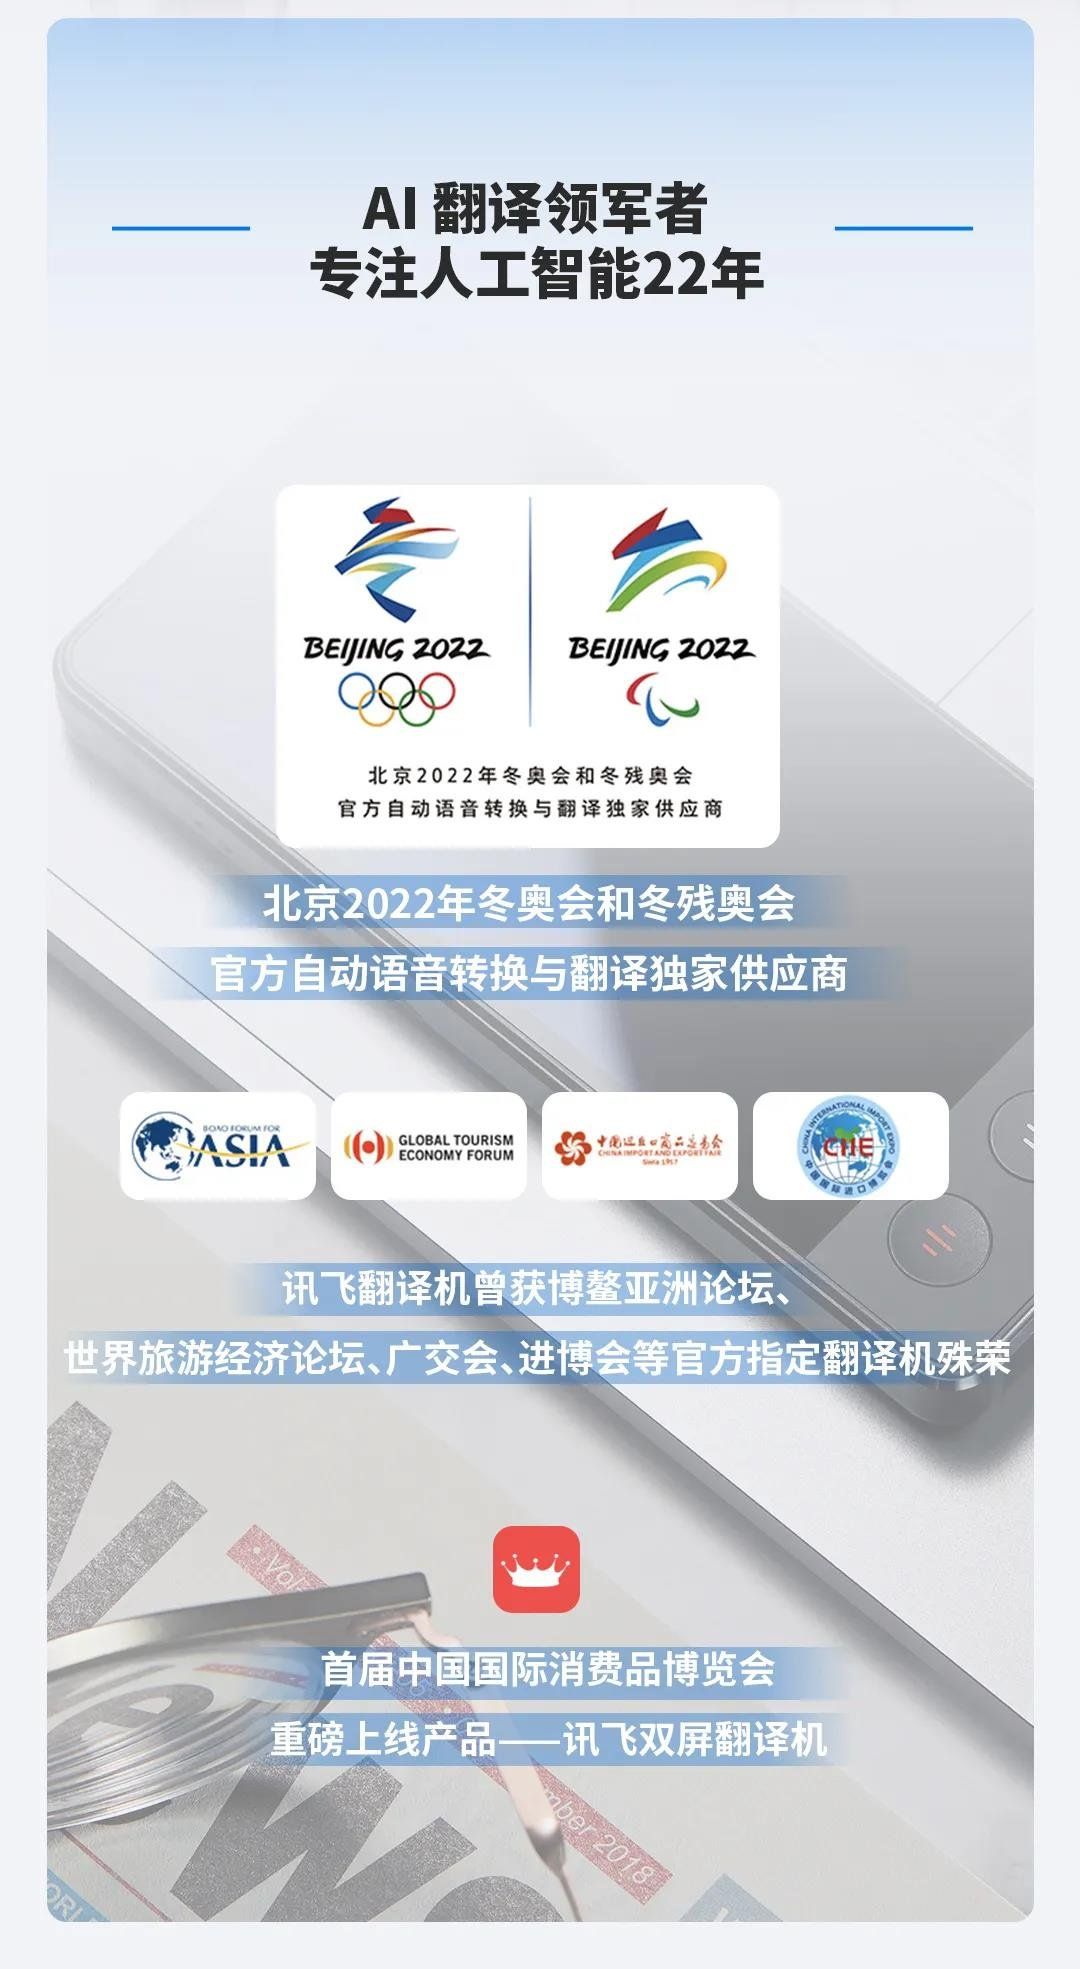 AI 翻译领军者
专注人工智能22年
BEIJING 2022
BEIJING 2022
北京2022年冬奥会和冬残奥会
官方自动语音转换与翻译独家供应商
北京2022年冬奥会和冬残奥会
官方自动语音转换与翻译独家供应商
BOAO FORUM FOR
ASIA
GLOBAL TOURISM
ECONOMY FORUM
中国进出口商品交易会
CHINA IMPORT AND EXPORT FAIR
Since 1957
CHINA INTERNATIONAL IMPORT EXPO
CIIE
中国国际进口博览会
讯飞翻译机曾获博鳌亚洲论坛、
世界旅游经济论坛、广交会、进博会等官方指定翻译机殊荣
首届中国国际消费品博览会
重磅上线产品——讯飞双屏翻译机
mber 2018